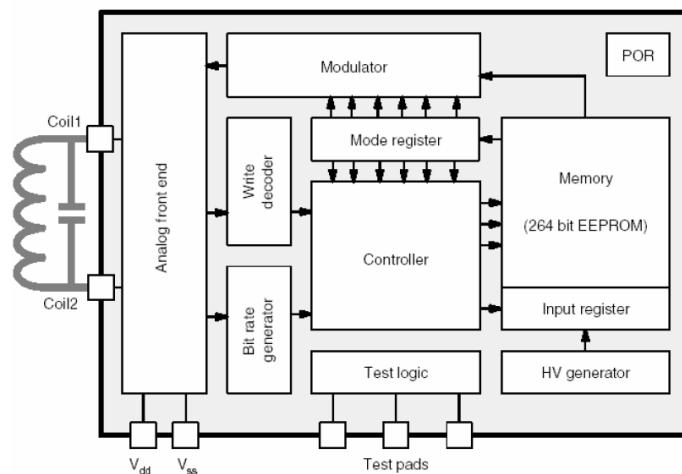 Modulator
POR
Coil1
Mode register
Write
decoder
Memory
Analog front end
(264 bit EEPROM)
Controller
Coil2
Bit rate
generator
Input register
Test logic
HV generator
Vdd
Vss
Test pads